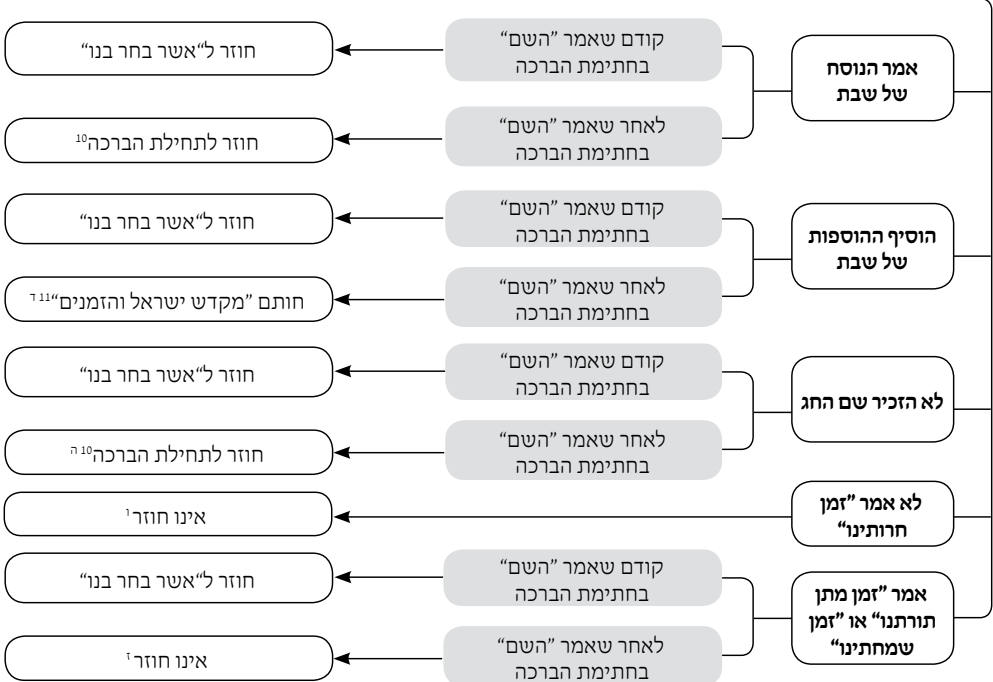 אמר הנוסח
של שבת
קודם שאמר "השם"
בחתימת הברכה
חוזר ל"אשר בחר בנו"
לאחר שאמר "השם"
בחתימת הברכה
חוזר לתחילת הברכה10
הוסיף ההוספות
של שבת
קודם שאמר "השם"
בחתימת הברכה
חוזר ל"אשר בחר בנו"
לאחר שאמר "השם"
בחתימת הברכה
חותם "מקדש ישראל והזמנים"11 ד
לא הזכיר שם החג
קודם שאמר "השם"
בחתימת הברכה
חוזר ל"אשר בחר בנו"
לאחר שאמר "השם"
בחתימת הברכה
חוזר לתחילת הברכה10 ה
לא אמר "זמן
חרותינו"
אינו חוזר ו
אמר "זמן מתן
תורתנו" או "זמן
שמחתינו"
קודם שאמר "השם"
בחתימת הברכה
חוזר ל"אשר בחר בנו"
לאחר שאמר "השם"
בחתימת הברכה
אינו חוזר ז